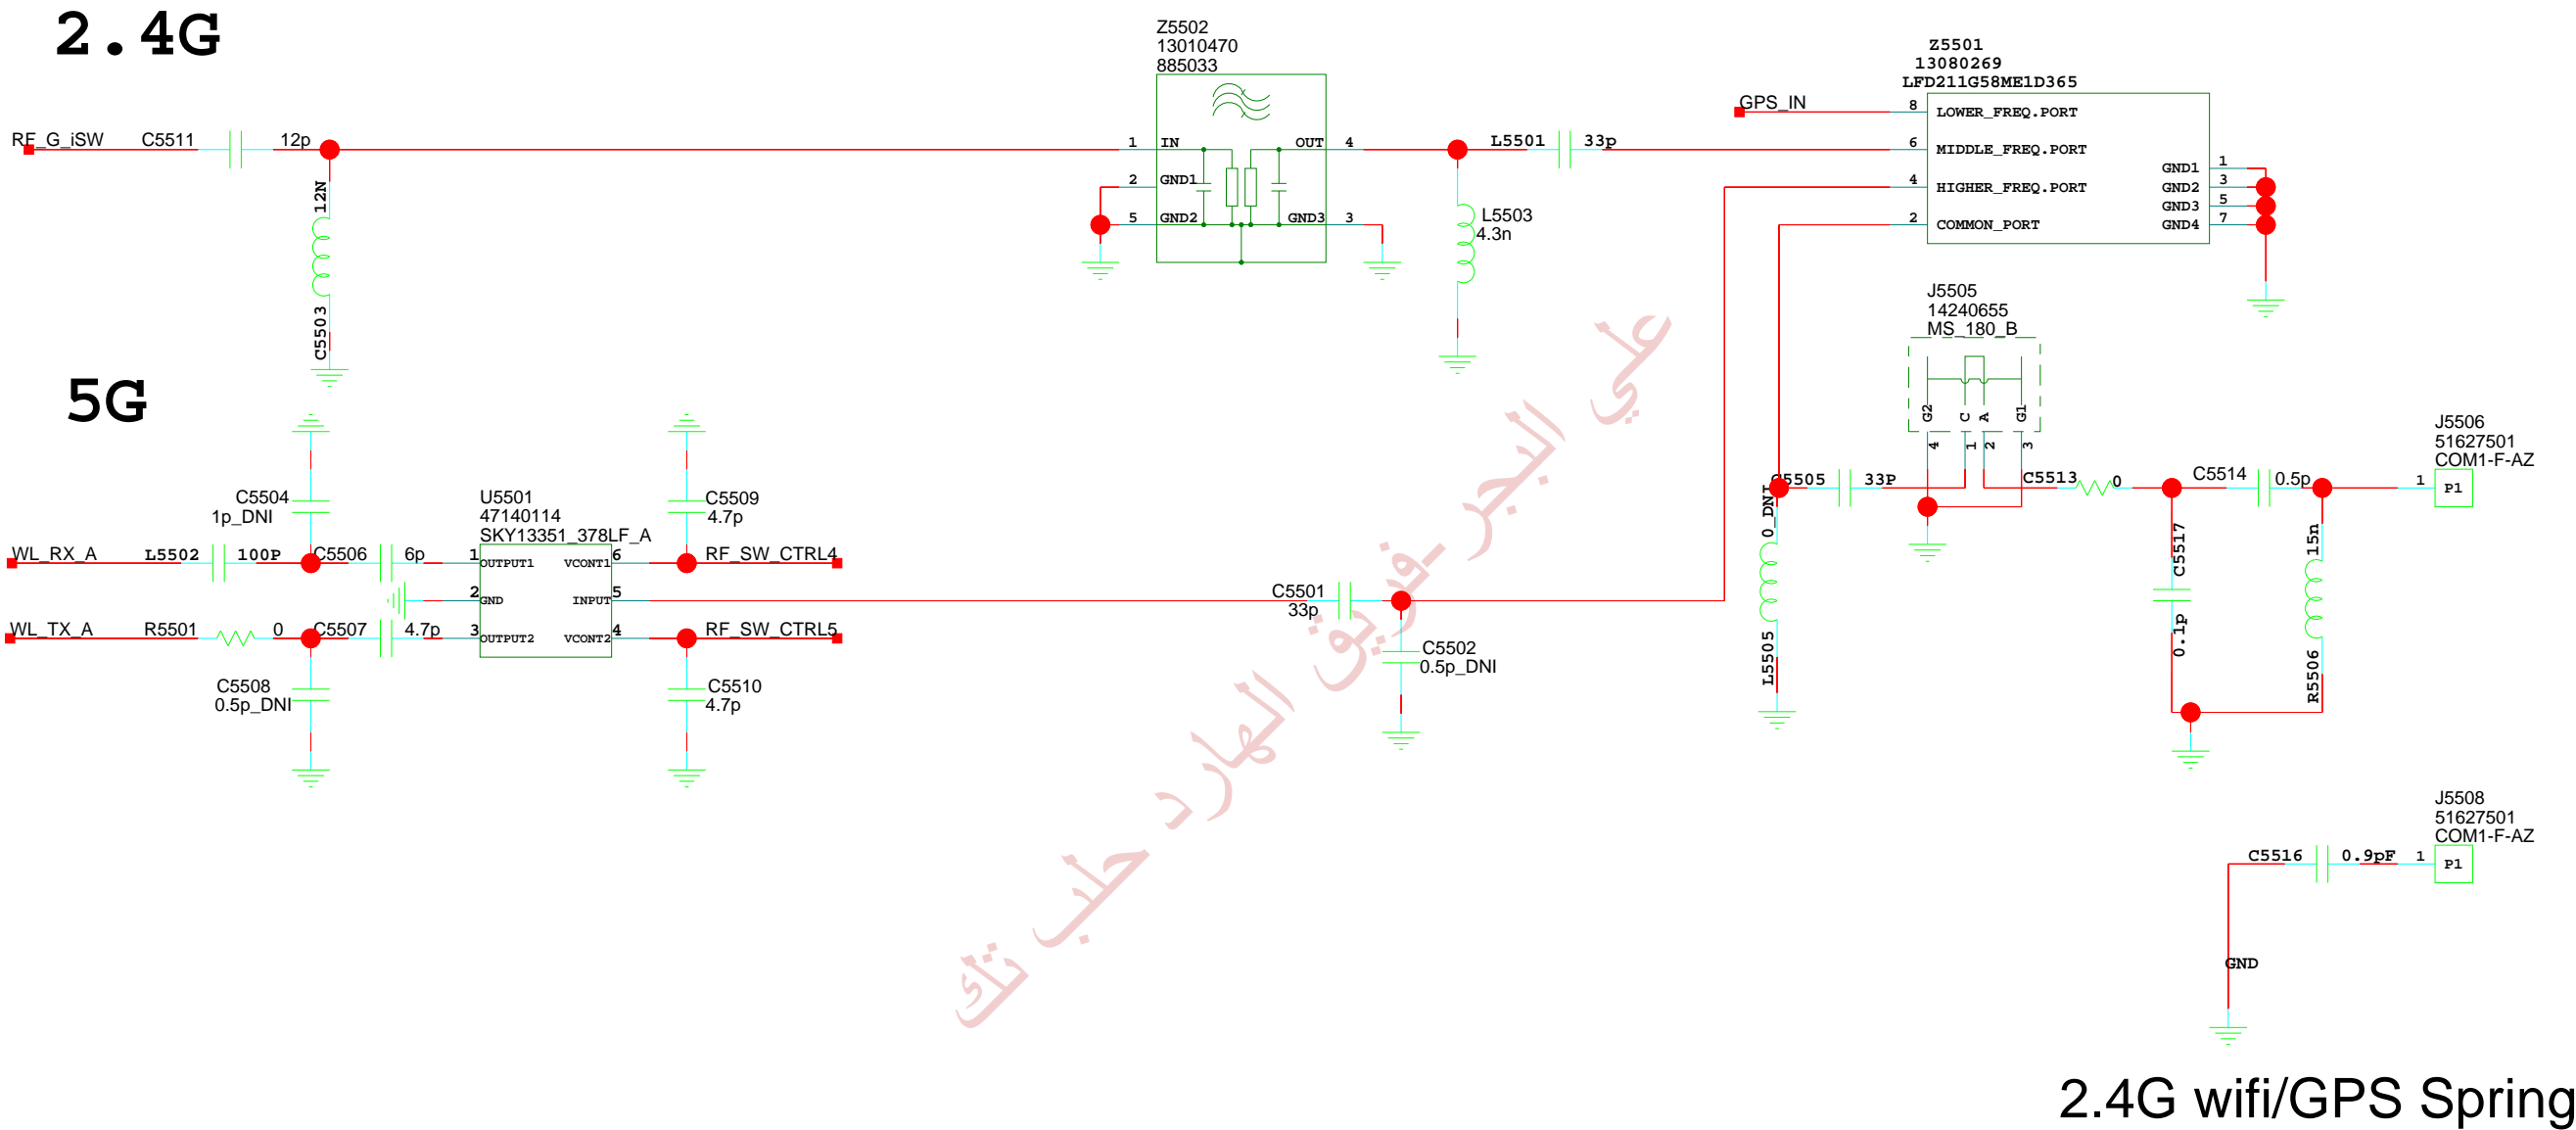 2.4G
Z5502
13010470
885033
IN
OUT
GND1
GND2
GND3
1
2
5
4
3
Z5501
13080269
LFD211G58ME1D365
GPS_IN
8
LOWER_FREQ.PORT
6
MIDDLE_FREQ.PORT
4
HIGHER_FREQ.PORT
2
COMMON_PORT
GND1
1
GND2
3
GND3
5
GND4
7
RF_G_iSW
C5511
12p
12N
C5503
L5501
33p
L5503
4.3n
J5505
14240655
MS_180_B
G2
C
A
G1
4
1
2
3
5G
C5504
1p_DNI
U5501
47140114
SKY13351_378LF_A
C5509
4.7p
WL_RX_A
L5502
100P
C5506
6p
1
OUTPUT1
VCONT1
6
RF_SW_CTRL4
2
GND
INPUT
5
WL_TX_A
R5501
0
C5507
4.7p
3
OUTPUT2
VCONT2
4
RF_SW_CTRL5
C5508
0.5p_DNI
C5510
4.7p
C5501
33p
C5502
0.5p_DNI
C5505
33P
0_DNI
L5505
C5513
0
C5514
0.5p
C5517
0.1p
15n
R5506
J5506
51627501
COM1-F-AZ
1
P1
J5508
51627501
COM1-F-AZ
C5516
0.9pF
1
P1
GND
علي البحر -فريق الهارد حلب تك
2.4G wifi/GPS Spring